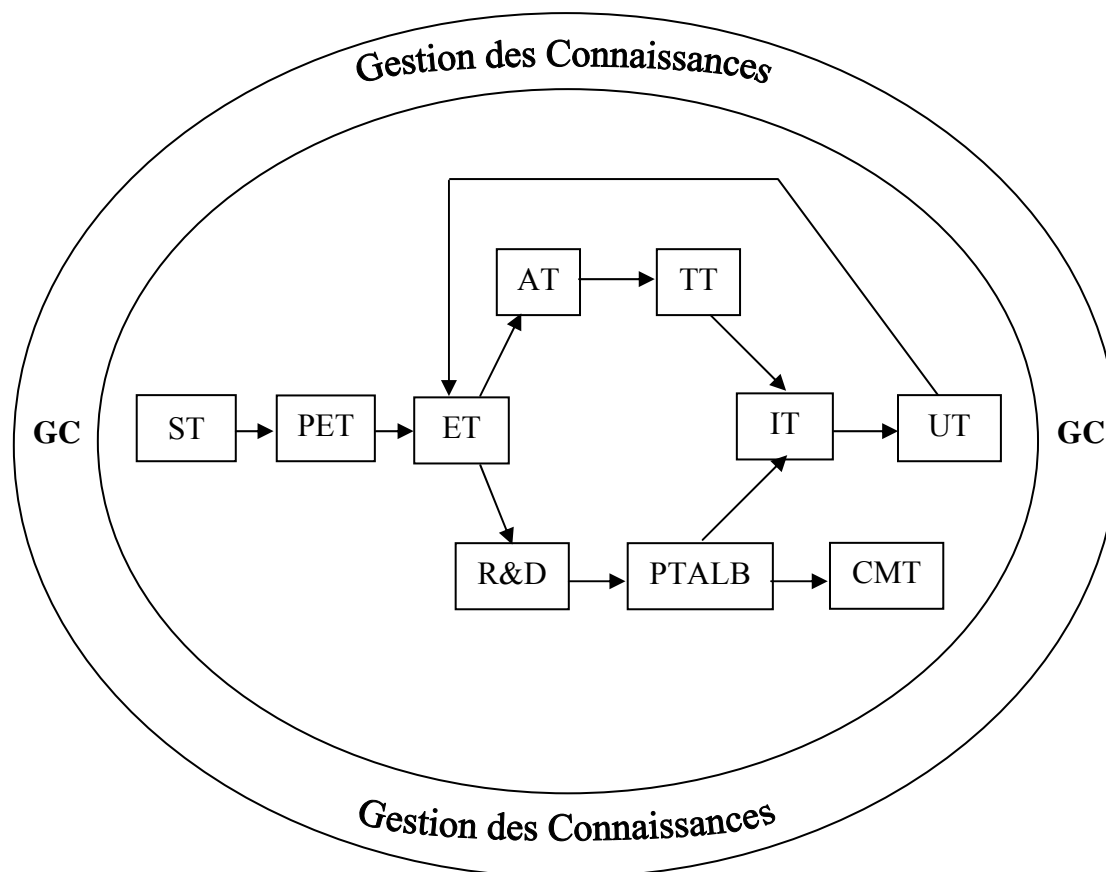 Gestion des Connaissances
AT
TT
GC
ST
PET
ET
IT
UT
GC
R&D
PTALB
CMT
Gestion des Connaissances